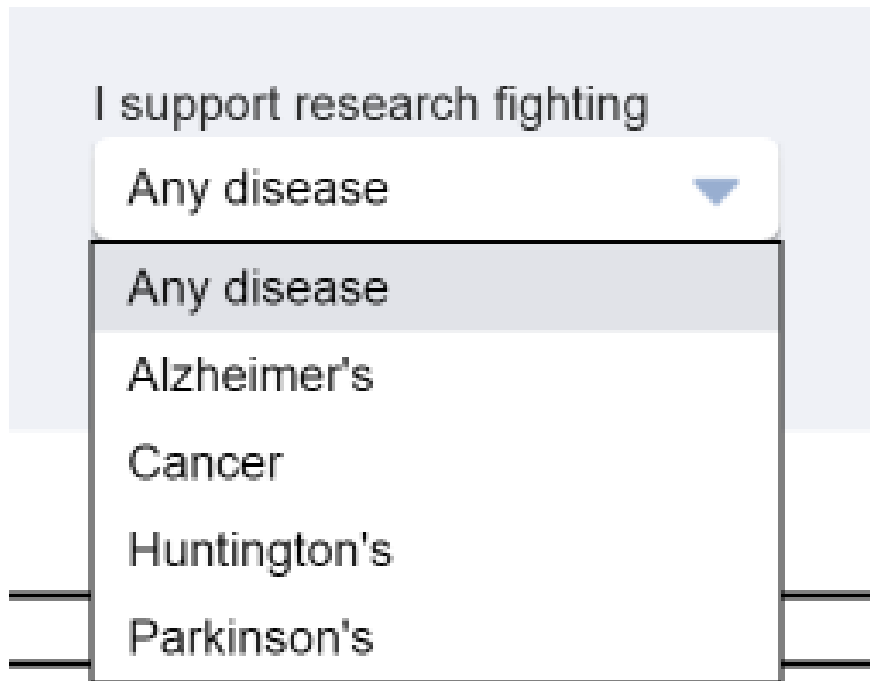 I support research fighting
Any disease
Any disease
Alzheimer's
Cancer
Huntington's
Parkinson's